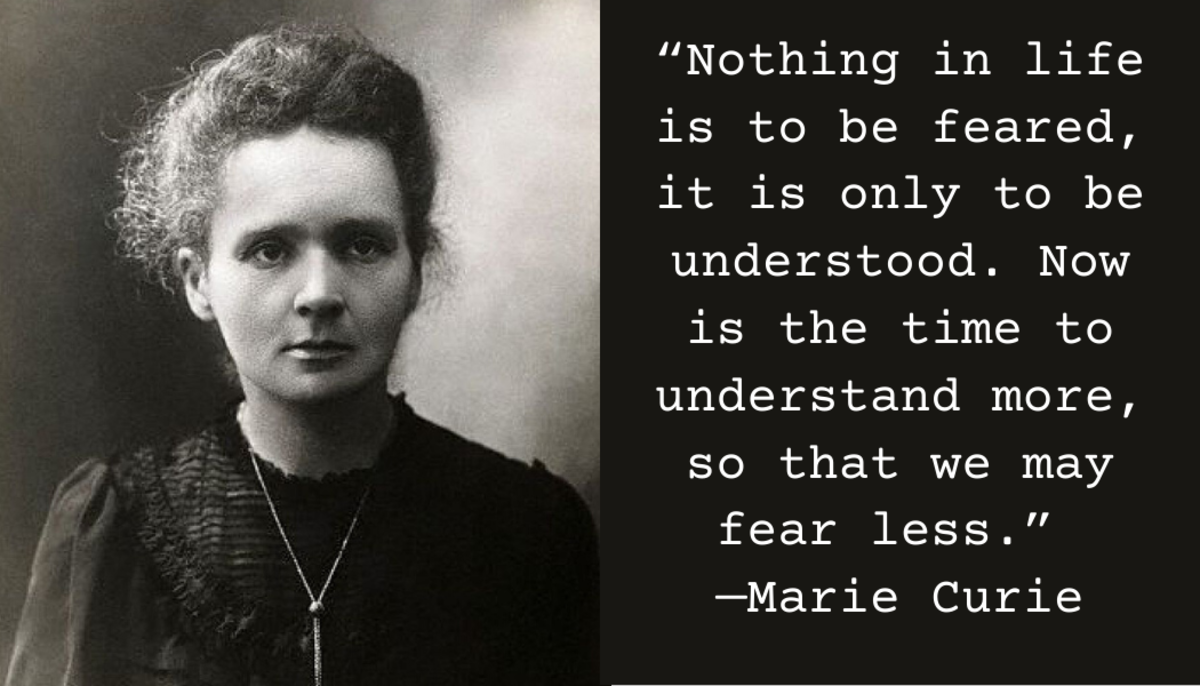 “Nothing in life
is to be feared,
it is only to be
understood. Now
is the time to
understand more,
so that we may
fear less.”
—Marie Curie